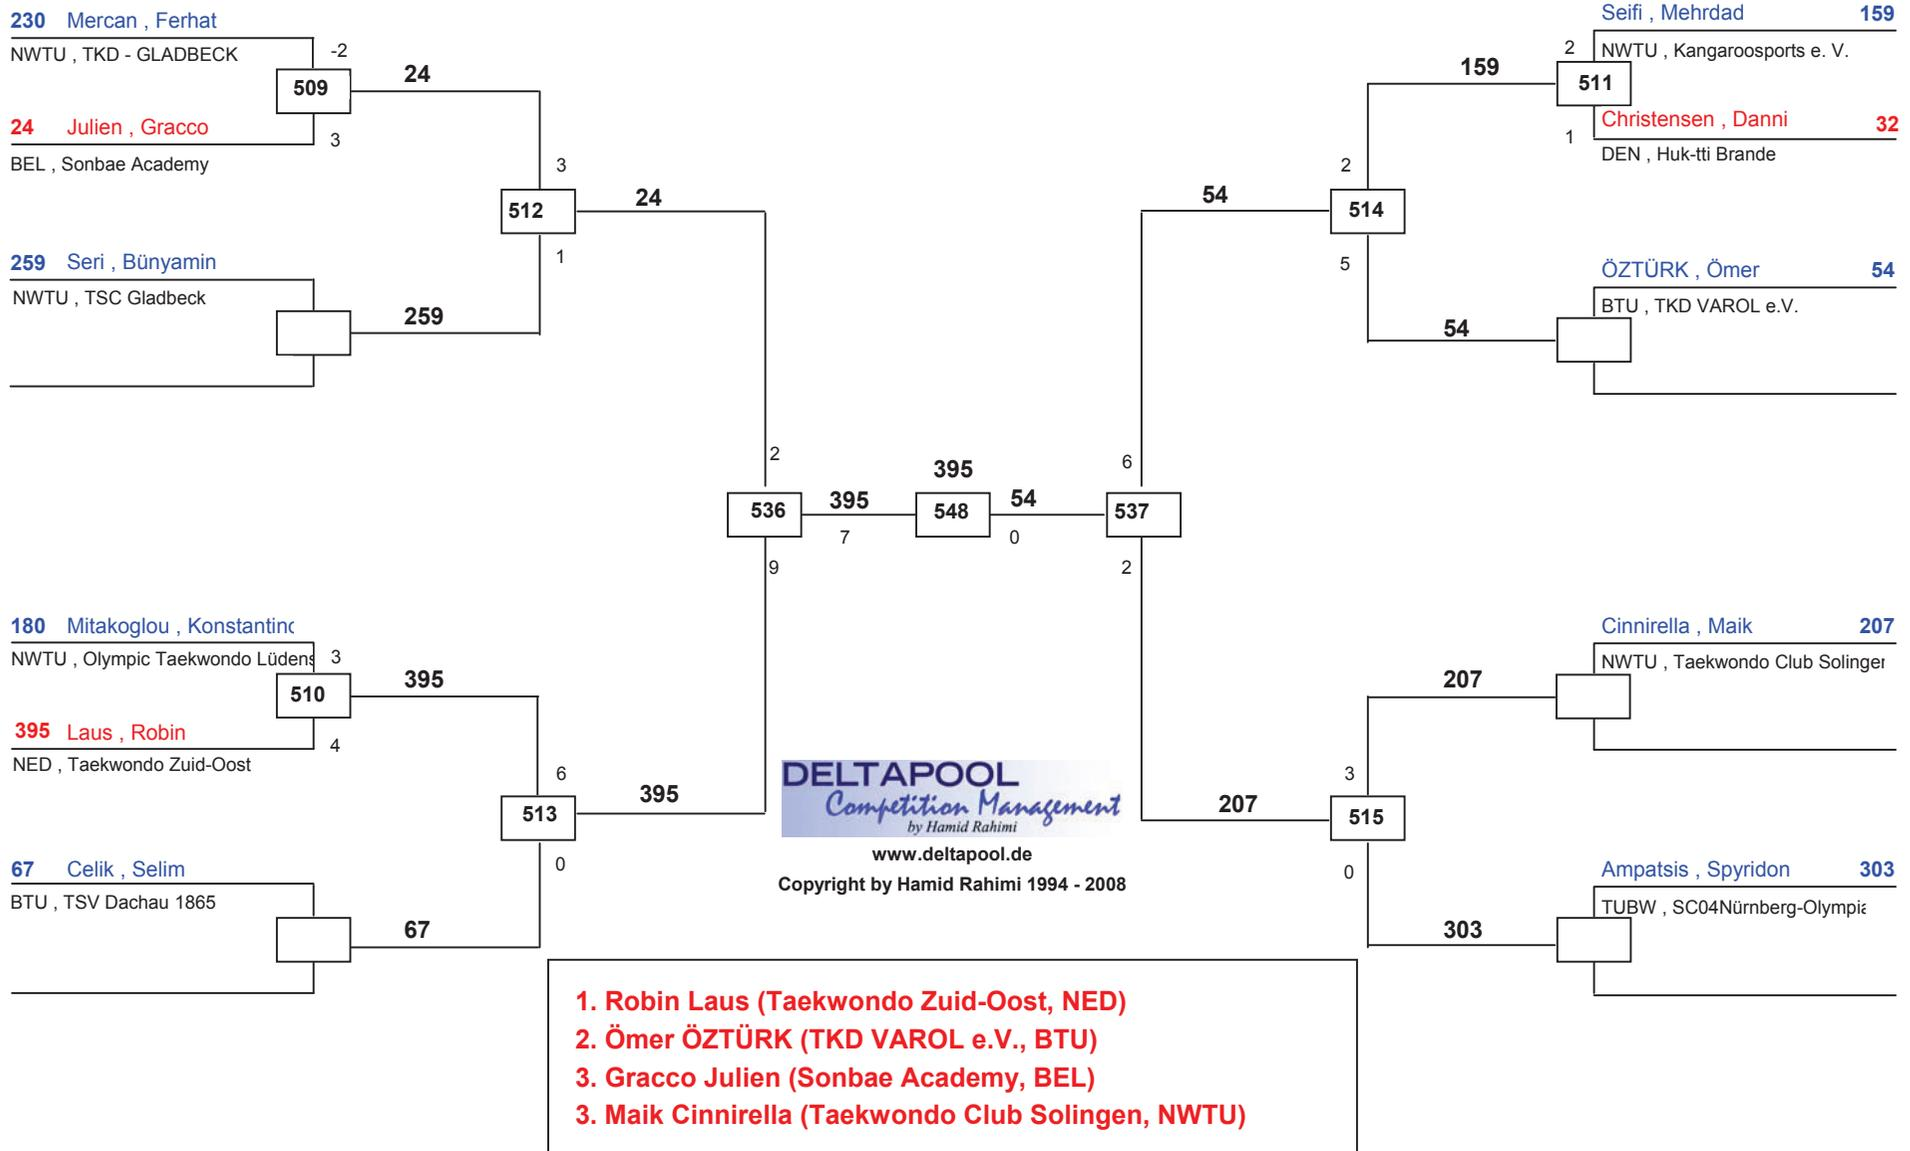 230 Mercan , Ferhat
NWTU , TKD - GLADBECK
-2
509
24
24 Julien , Gracco
3
BEL , Sonbae Academy
3
512
24
1
259 Seri , Bünyamin
NWTU , TSC Gladbeck
259
2
536
395
7
9
395
548
54
0
180 Mitakoglou , Konstantinc
NWTU , Olympic Taekwondo Lüdens
3
510
395
395 Laus , Robin
4
NED , Taekwondo Zuid-Oost
6
513
395
0
67 Celik , Selim
BTU , TSV Dachau 1865
67
Seifi , Mehrdad 159
2
NWTU , Kangaroosports e. V.
159
511
Christensen , Danni 32
1
DEN , Huk-tti Brande
2
54
514
5
ÖZTÜRK , Ömer 54
BTU , TKD VAROL e.V.
54
6
537
2
Cinnirella , Maik 207
NWTU , Taekwondo Club Solinger
207
3
207
515
0
Ampatsis , Spyridon 303
TUBW , SC04Nürnberg-Olympia
303
DELTAPOOL
Competition Management
by Hamid Rahimi
www.deltapool.de
Copyright by Hamid Rahimi 1994 - 2008
1. Robin Laus (Taekwondo Zuid-Oost, NED)
2. Ömer ÖZTÜRK (TKD VAROL e.V., BTU)
3. Gracco Julien (Sonbae Academy, BEL)
3. Maik Cinnirella (Taekwondo Club Solingen, NWTU)